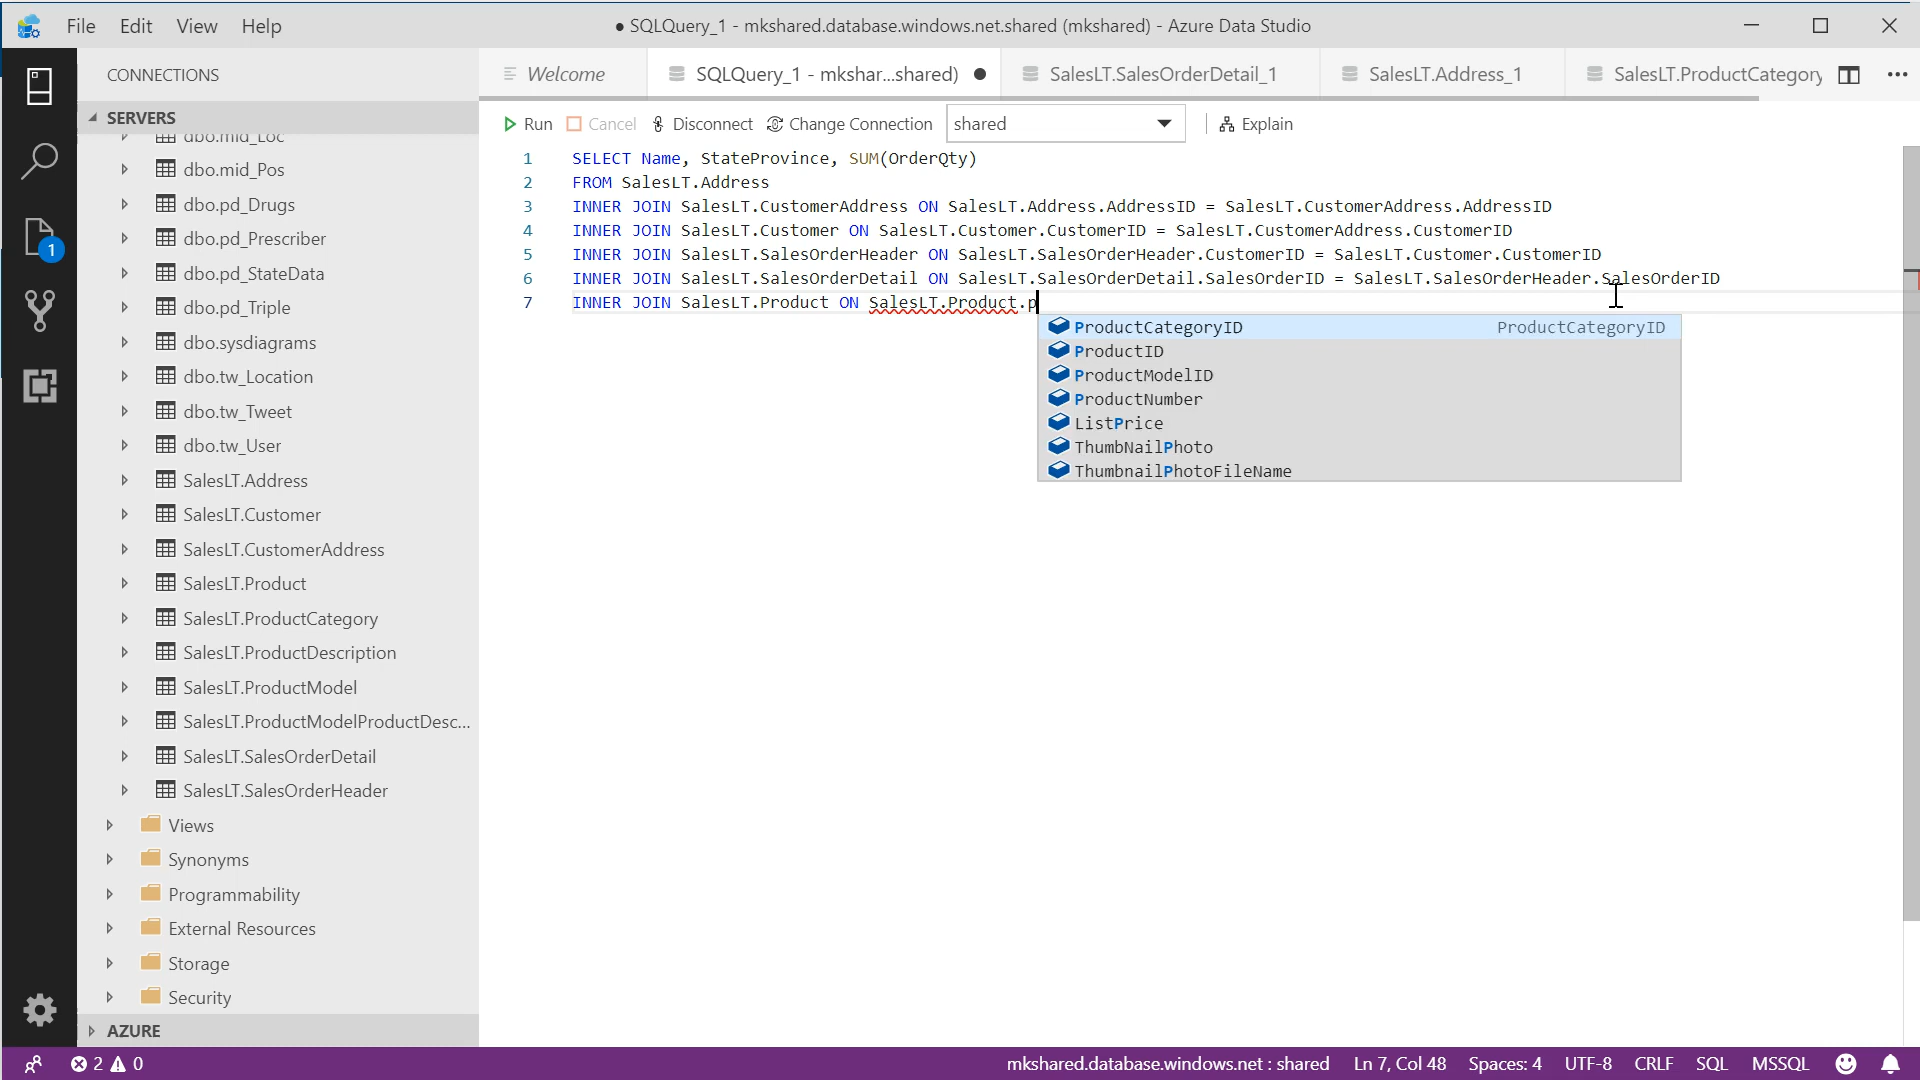 File Edit View Help
● SQLQuery_1 - mkshared.database.windows.net.shared (mkshared) - Azure Data Studio
CONNECTIONS
Welcome
SQLQuery_1 - mkshar...shared) ●
SalesLT.SalesOrderDetail_1
SalesLT.Address_1
SalesLT.ProductCategory
SERVERS
Run Cancel Disconnect Change Connection shared Explain
dbo.mid_Loc
dbo.mid_Pos
dbo.pd_Drugs
dbo.pd_Prescriber
dbo.pd_StateData
dbo.pd_Triple
dbo.sysdiagrams
dbo.tw_Location
dbo.tw_Tweet
dbo.tw_User
SalesLT.Address
SalesLT.Customer
SalesLT.CustomerAddress
SalesLT.Product
SalesLT.ProductCategory
SalesLT.ProductDescription
SalesLT.ProductModel
SalesLT.ProductModelProductDesc...
SalesLT.SalesOrderDetail
SalesLT.SalesOrderHeader
Views
Synonyms
Programmability
External Resources
Storage
Security
AZURE
1 SELECT Name, StateProvince, SUM(OrderQty)
2 FROM SalesLT.Address
3 INNER JOIN SalesLT.CustomerAddress ON SalesLT.Address.AddressID = SalesLT.CustomerAddress.AddressID
4 INNER JOIN SalesLT.Customer ON SalesLT.Customer.CustomerID = SalesLT.CustomerAddress.CustomerID
5 INNER JOIN SalesLT.SalesOrderHeader ON SalesLT.SalesOrderHeader.CustomerID = SalesLT.Customer.CustomerID
6 INNER JOIN SalesLT.SalesOrderDetail ON SalesLT.SalesOrderDetail.SalesOrderID = SalesLT.SalesOrderHeader.SalesOrderID
7 INNER JOIN SalesLT.Product ON SalesLT.Product.p
ProductCategoryID ProductCategoryID
ProductID
ProductModelID
ProductNumber
ListPrice
ThumbNailPhoto
ThumbnailPhotoFileName
1
2 0
mkshared.database.windows.net : shared Ln 7, Col 48 Spaces: 4 UTF-8 CRLF SQL MSSQL